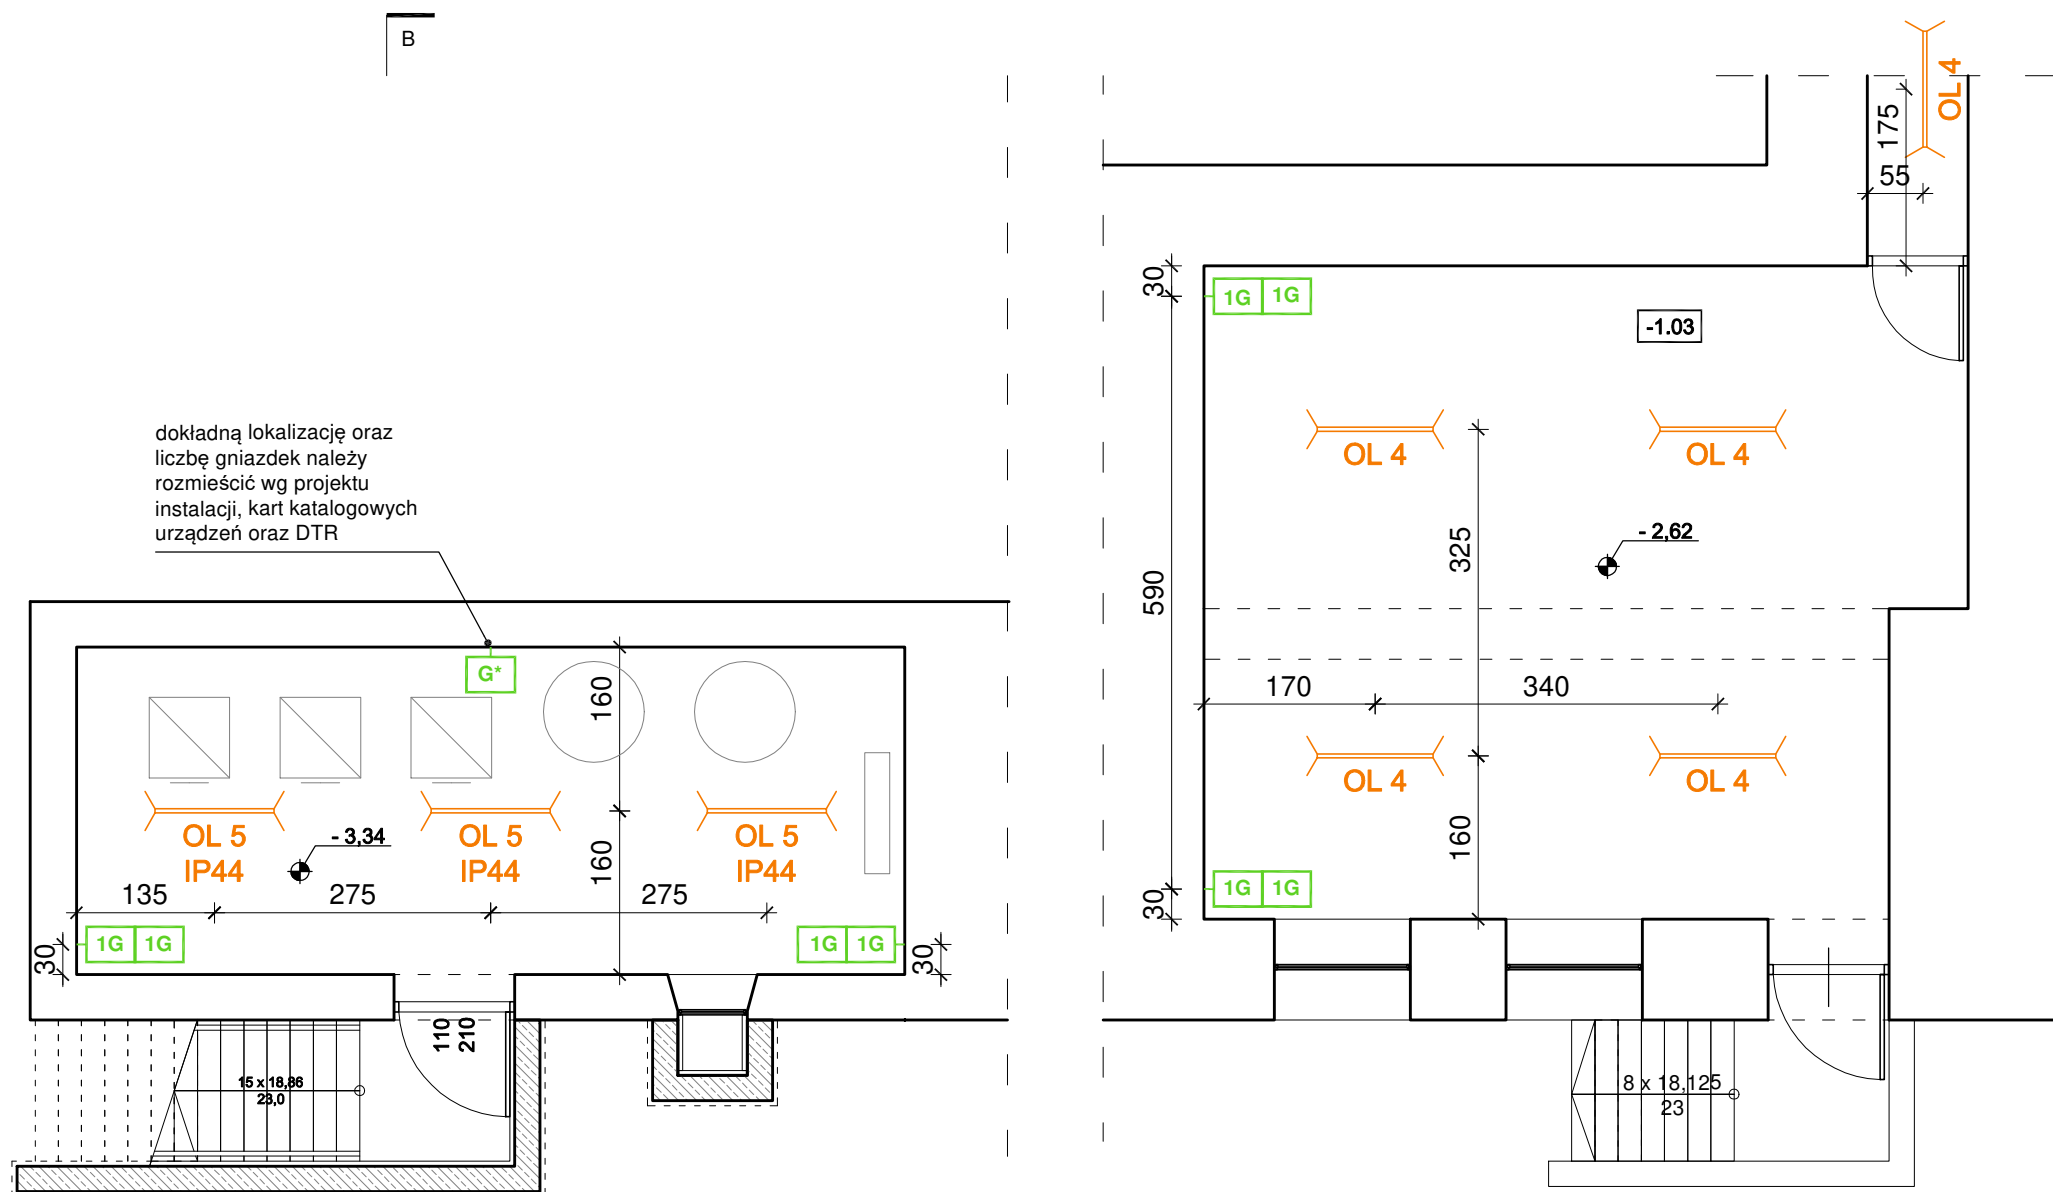 B
OL 4
175
55
30
1G 1G
-1.03
dokładną lokalizację oraz
liczbę gniazdek należy
rozmieścić wg projektu
instalacji, kart katalogowych
urządzeń oraz DTR
OL 4
OL 4
325
- 2,62
590
G*
160
170
340
OL 4
OL 4
160
OL 5
IP44
OL 5
IP44
OL 5
IP44
- 3,34
160
135
275
275
30
1G 1G
1G 1G
30
30
1G 1G
110
210
15 x 18,86
23,0
8 x 18,125
23